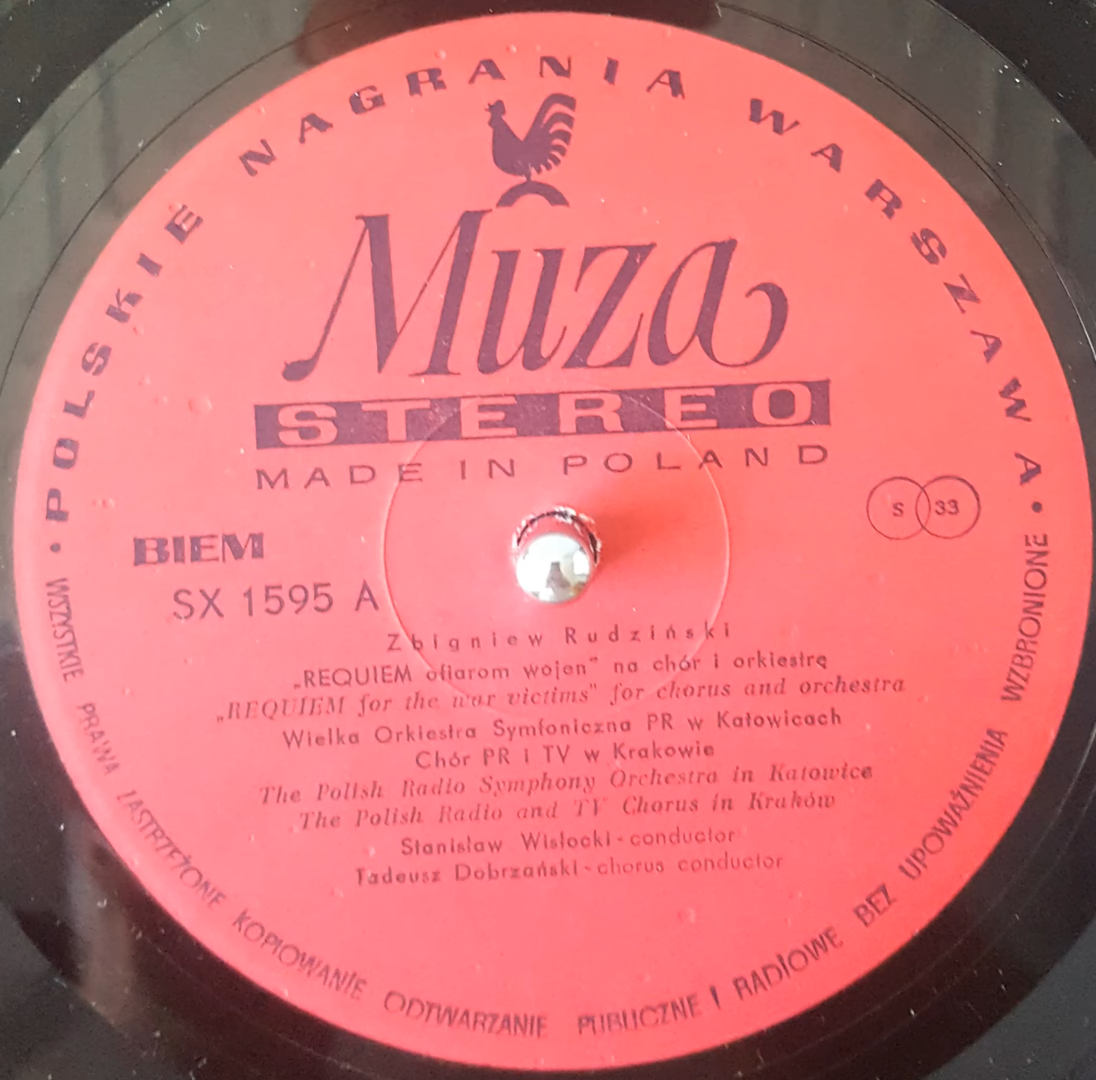 • POLSKIE NAGRANIA WARSZAWA •
Muza
STEREO
MADE IN POLAND
S 33
BIEM
SX 1595 A
Zbigniew Rudziński
„REQUIEM ofiarom wojen" na chór i orkiestrę
„REQUIEM for the war victims" for chorus and orchestra
Wielka Orkiestra Symfoniczna PR w Katowicach
Chór PR i TV w Krakowie
The Polish Radio Symphony Orchestra in Katowice
The Polish Radio and TV Chorus in Kraków
Stanisław Wisłocki - conductor
Tadeusz Dobrzański - chorus conductor
WSZYSTKIE PRAWA ZASTRZEŻONE KOPIOWANIE ODTWARZANIE PUBLICZNE I RADIOWE BEZ UPOWAŻNIENIA WZBRONIONE